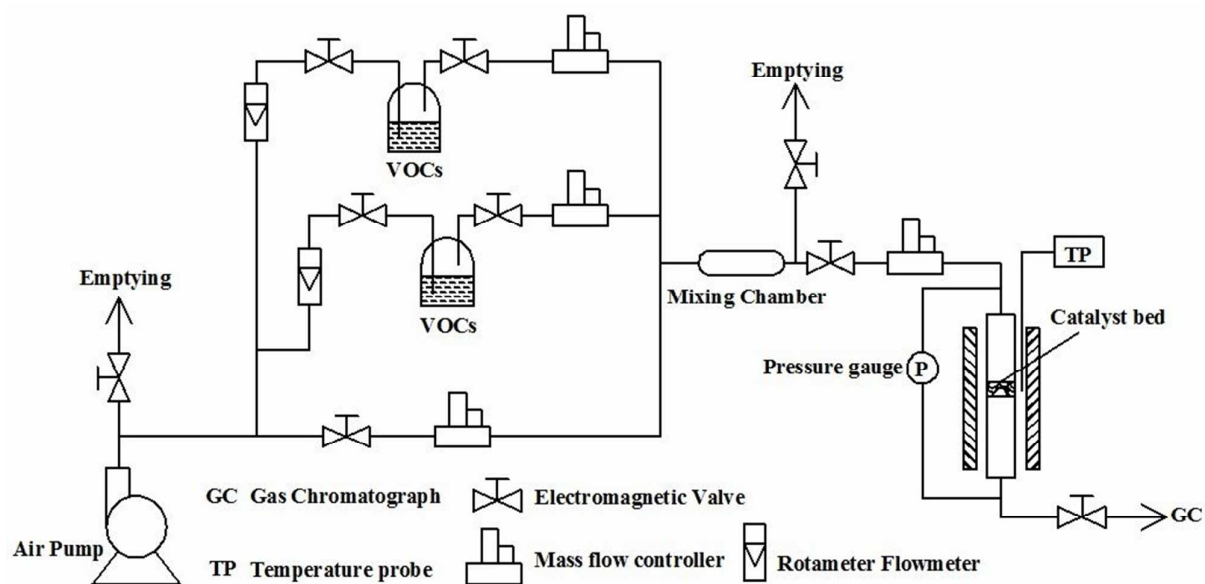 Emptying
VOCs
TP
Emptying
Mixing Chamber
VOCs
Catalyst bed
Pressure gauge
P
GC Gas Chromatograph
Electromagnetic Valve
GC
Air Pump
TP Temperature probe
Mass flow controller
Rotameter Flowmeter